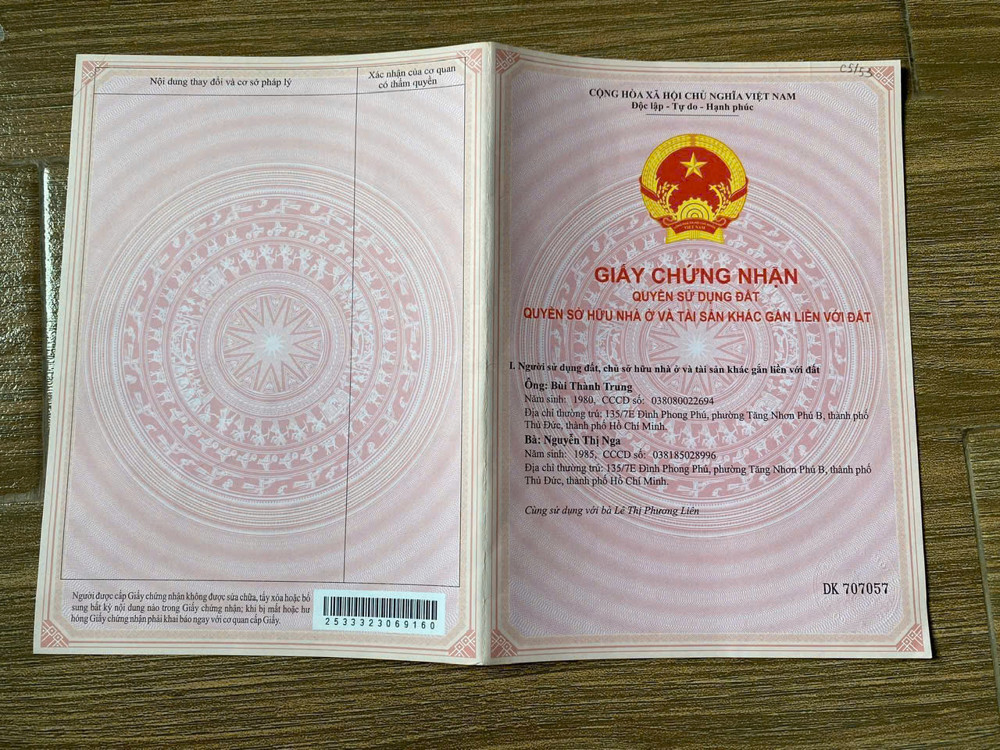 Nội dung thay đổi và cơ sở pháp lý
Xác nhận của cơ quan
có thẩm quyền
Người được cấp Giấy chứng nhận không được sửa chữa, tẩy xóa hoặc bổ
sung bất kỳ nội dung nào trong Giấy chứng nhận; khi bị mất hoặc hư
hỏng Giấy chứng nhận phải khai báo ngay với cơ quan cấp Giấy.
2533323069160
CỘNG HÒA XÃ HỘI CHỦ NGHĨA VIỆT NAM
Độc lập - Tự do - Hạnh phúc
VIỆT NAM
GIẤY CHỨNG NHẬN
QUYỀN SỬ DỤNG ĐẤT
QUYỀN SỞ HỮU NHÀ Ở VÀ TÀI SẢN KHÁC GẮN LIỀN VỚI ĐẤT
I. Người sử dụng đất, chủ sở hữu nhà ở và tài sản khác gắn liền với đất
Ông: Bùi Thành Trung
Năm sinh: 1980, CCCD số: 038080022694
Địa chỉ thường trú: 135/7E Đình Phong Phú, phường Tăng Nhơn Phú B, thành phố
Thủ Đức, thành phố Hồ Chí Minh.
Bà: Nguyễn Thị Nga
Năm sinh: 1985, CCCD số: 038185028996
Địa chỉ thường trú: 135/7E Đình Phong Phú, phường Tăng Nhơn Phú B, thành phố
Thủ Đức, thành phố Hồ Chí Minh.
Cùng sử dụng với bà Lê Thị Phương Liên
DK 707057